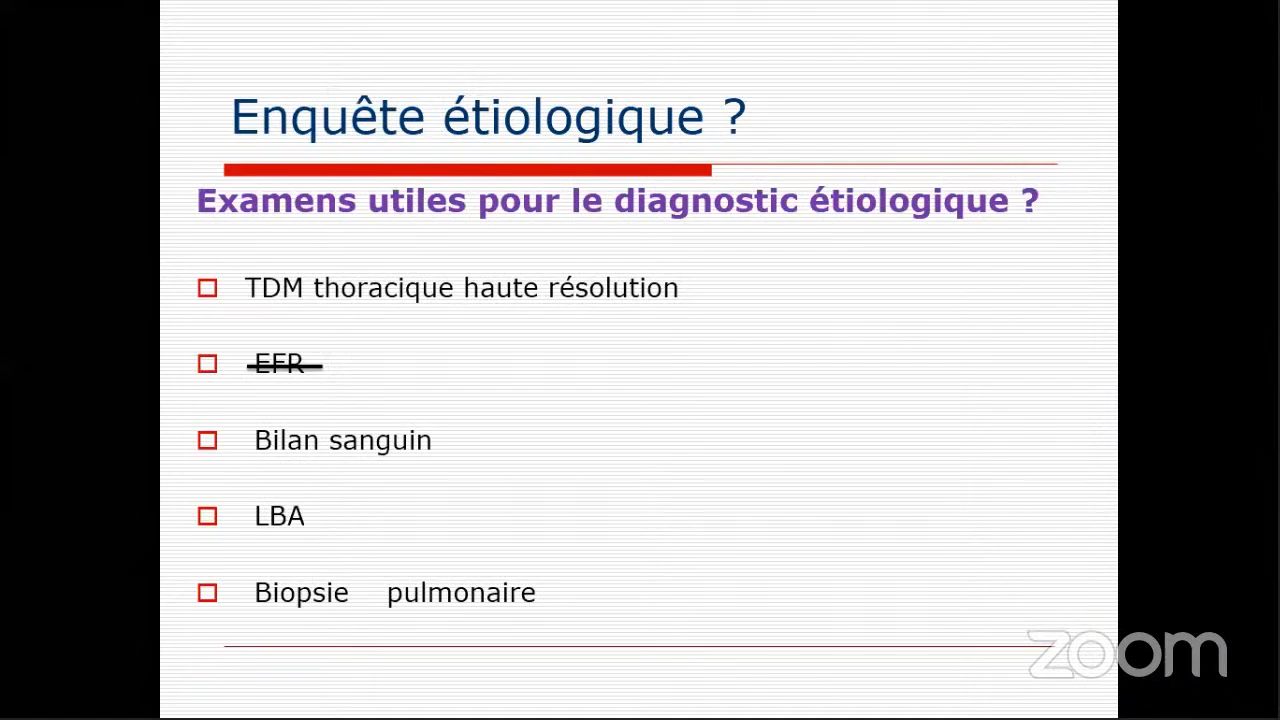 Enquête étiologique ?
Examens utiles pour le diagnostic étiologique ?
TDM thoracique haute résolution
EFR
Bilan sanguin
LBA
Biopsie pulmonaire
zoom